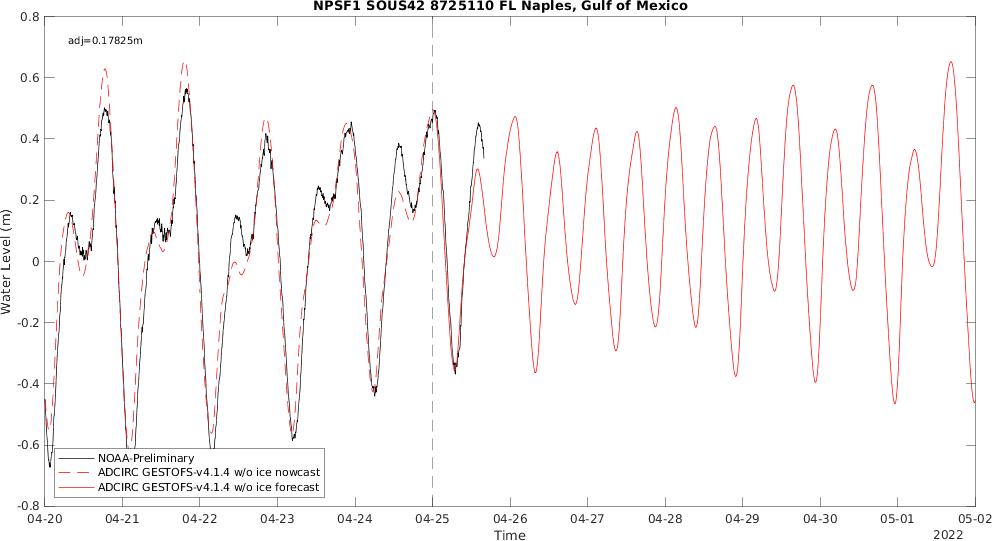 NPSF1 SOUS42 8725110 FL Naples, Gulf of Mexico
adj=0.17825m
0.8
0.6
0.4
0.2
0
-0.2
-0.4
-0.6
-0.8
Water Level (m)
NOAA-Preliminary
ADCIRC GESTOFS-v4.1.4 w/o ice nowcast
ADCIRC GESTOFS-v4.1.4 w/o ice forecast
04-20 04-21 04-22 04-23 04-24 04-25 04-26 04-27 04-28 04-29 04-30 05-01 05-02
Time
2022